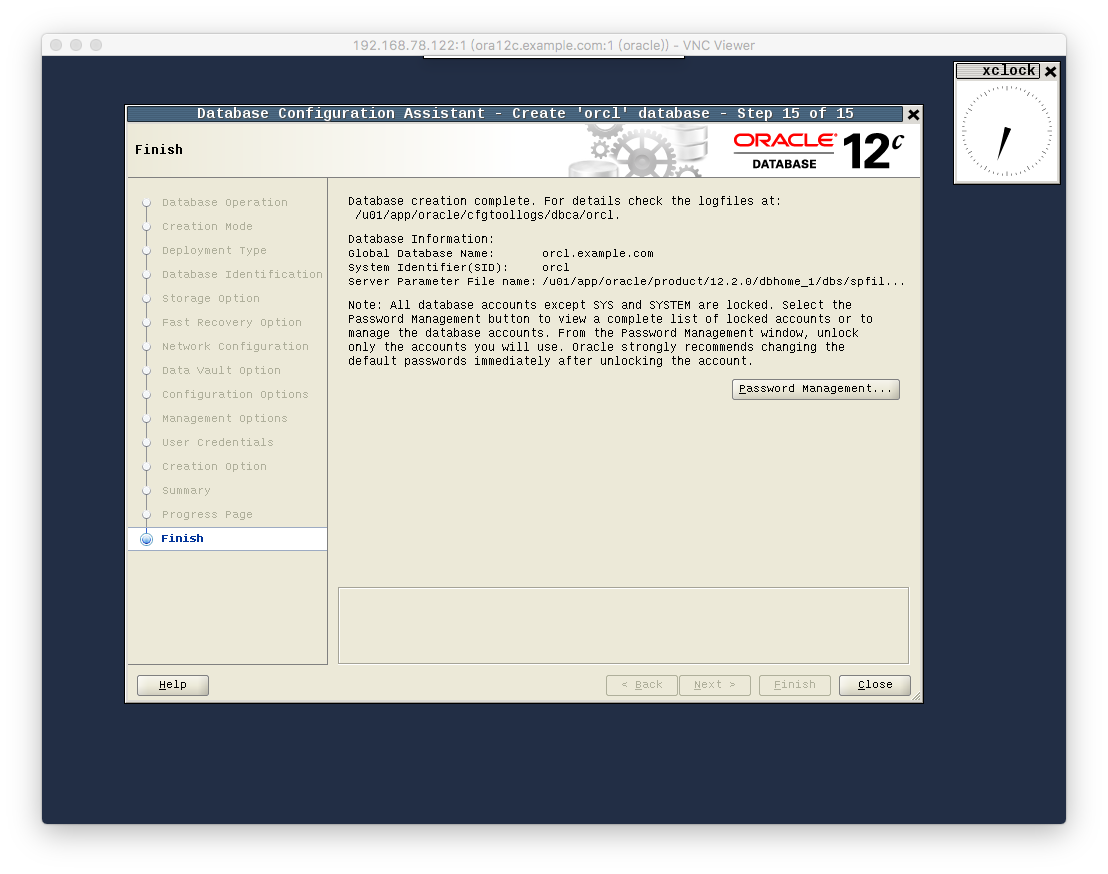 192.168.78.122:1 (ora12c.example.com:1 (oracle)) - VNC Viewer
xclock
Database Configuration Assistant - Create 'orcl' database - Step 15 of 15
Finish
ORACLE®
DATABASE
12c
Database Operation
Creation Mode
Deployment Type
Database Identification
Storage Option
Fast Recovery Option
Network Configuration
Data Vault Option
Configuration Options
Management Options
User Credentials
Creation Option
Summary
Progress Page
Finish
Database creation complete. For details check the logfiles at:
/u01/app/oracle/cfgtoollogs/dbca/orcl.
Database Information:
Global Database Name: orcl.example.com
System Identifier(SID): orcl
Server Parameter File name: /u01/app/oracle/product/12.2.0/dbhome_1/dbs/spfil...
Note: All database accounts except SYS and SYSTEM are locked. Select the
Password Management button to view a complete list of locked accounts or to
manage the database accounts. From the Password Management window, unlock
only the accounts you will use. Oracle strongly recommends changing the
default passwords immediately after unlocking the account.
Password Management...
Help
< Back
Next >
Finish
Close